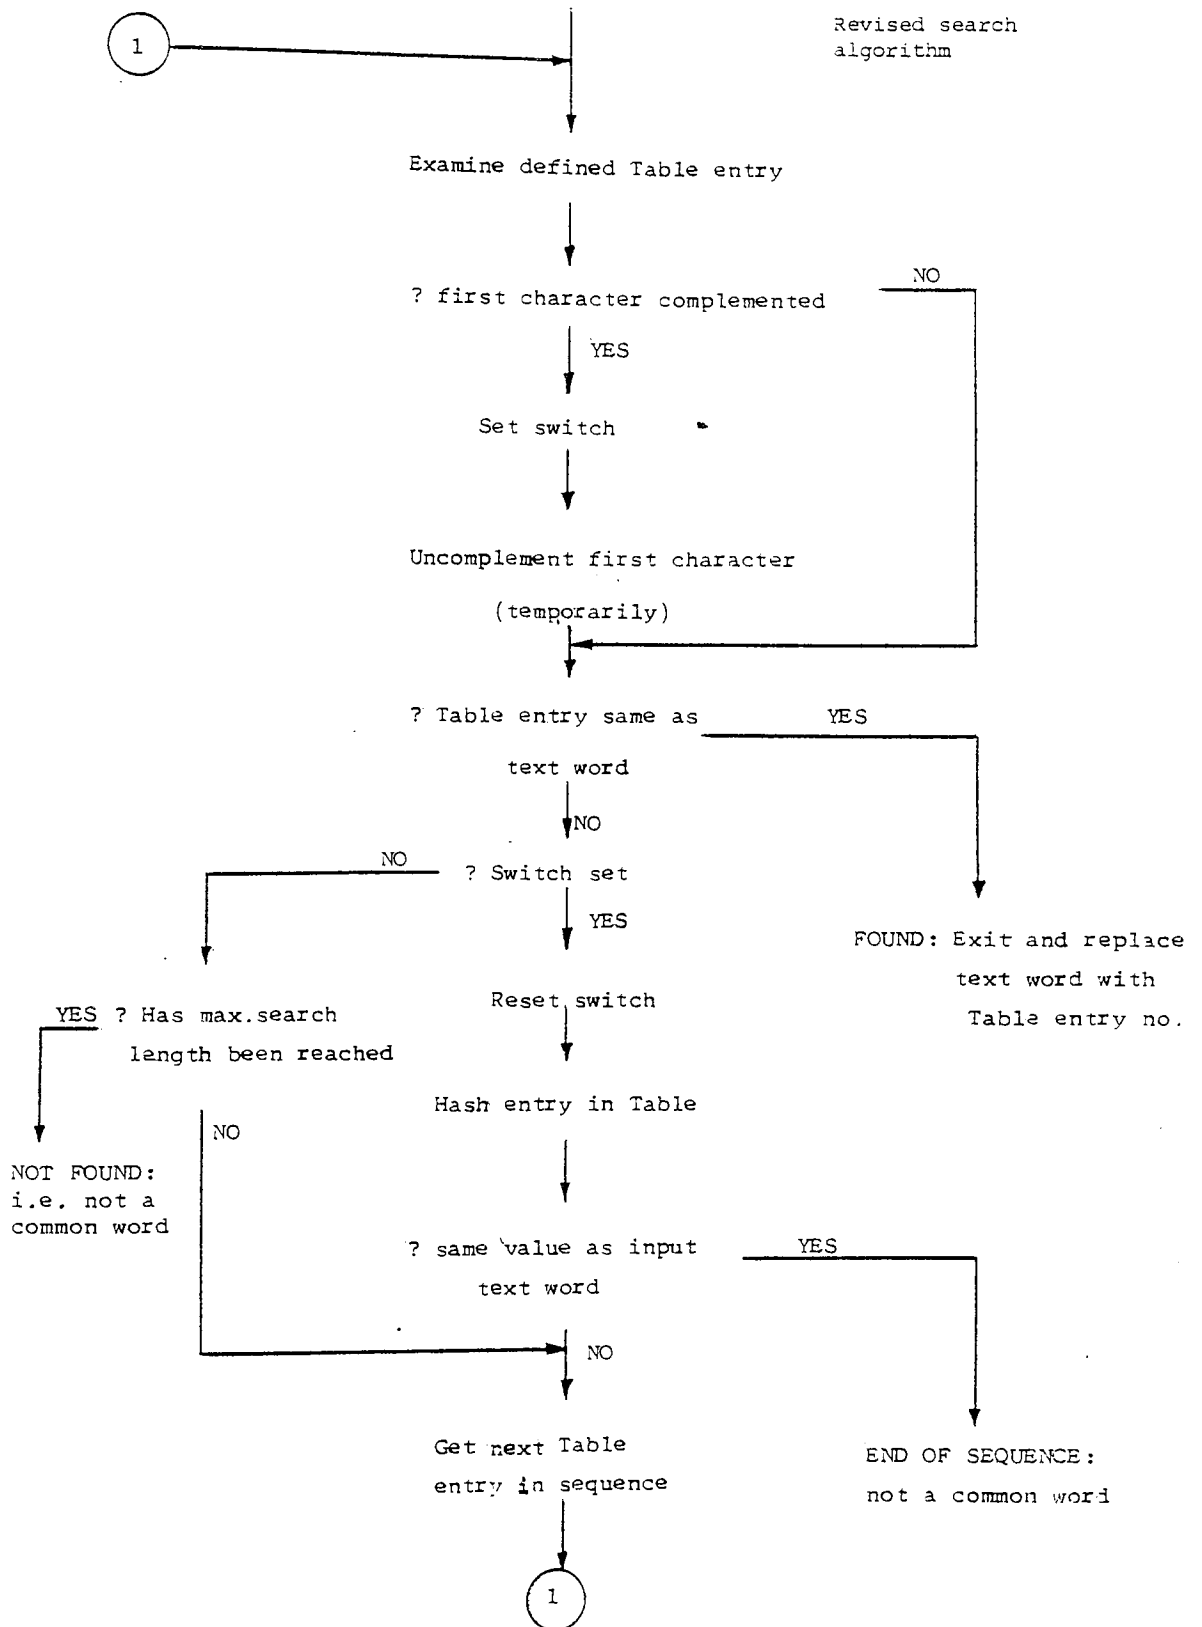 1
Revised search
algorithm
Examine defined Table entry
? first character complemented
NO
YES
Set switch
Uncomplement first character
(temporarily)
? Table entry same as
YES
text word
NO
NO
? Switch set
YES
FOUND: Exit and replace
text word with
Table entry no.
YES
? Has max.search
length been reached
Reset switch
Hash entry in Table
NO
NOT FOUND:
i.e. not a
common word
? same value as input
YES
text word
NO
Get next Table
entry in sequence
END OF SEQUENCE:
not a common word
1